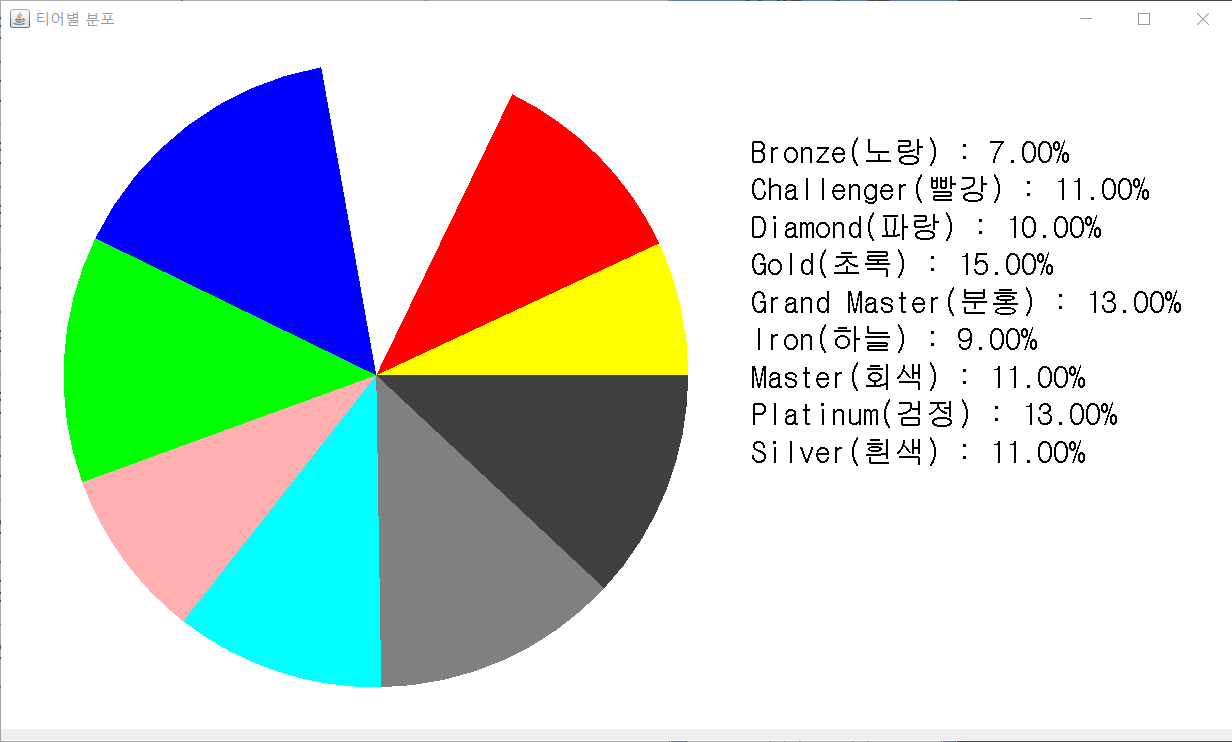 티어별 분포
Bronze(노랑) : 7.00%
Challenger(빨강) : 11.00%
Diamond(파랑) : 10.00%
Gold(초록) : 15.00%
Grand Master(분홍) : 13.00%
Iron(하늘) : 9.00%
Master(회색) : 11.00%
Platinum(검정) : 13.00%
Silver(흰색) : 11.00%